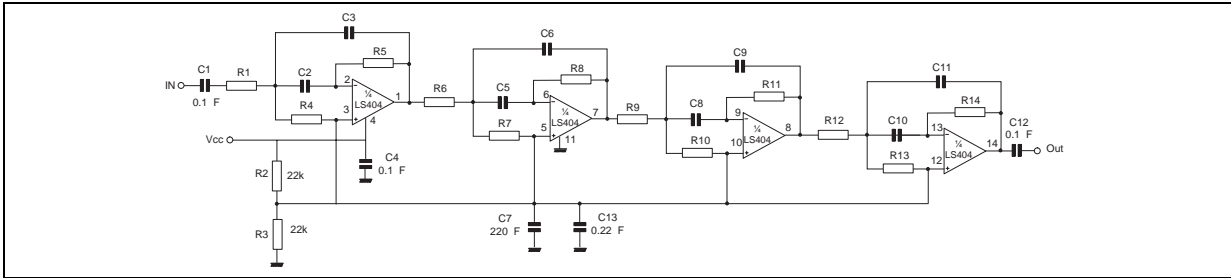 C3
C6
R5
C9
C11
C1
R1
C2
R8
R11
R14
IN
2
¼
LS404
1
R6
C5
6
¼
LS404
7
R9
C8
9
¼
LS404
8
R12
C10
13
¼
LS404
14
C12
0.1 F
Out
0.1 F
R4
3
4
R7
5
11
R10
10
R13
12
Vcc
C4
0.1 F
R2
22k
C7
220 F
C13
0.22 F
R3
22k